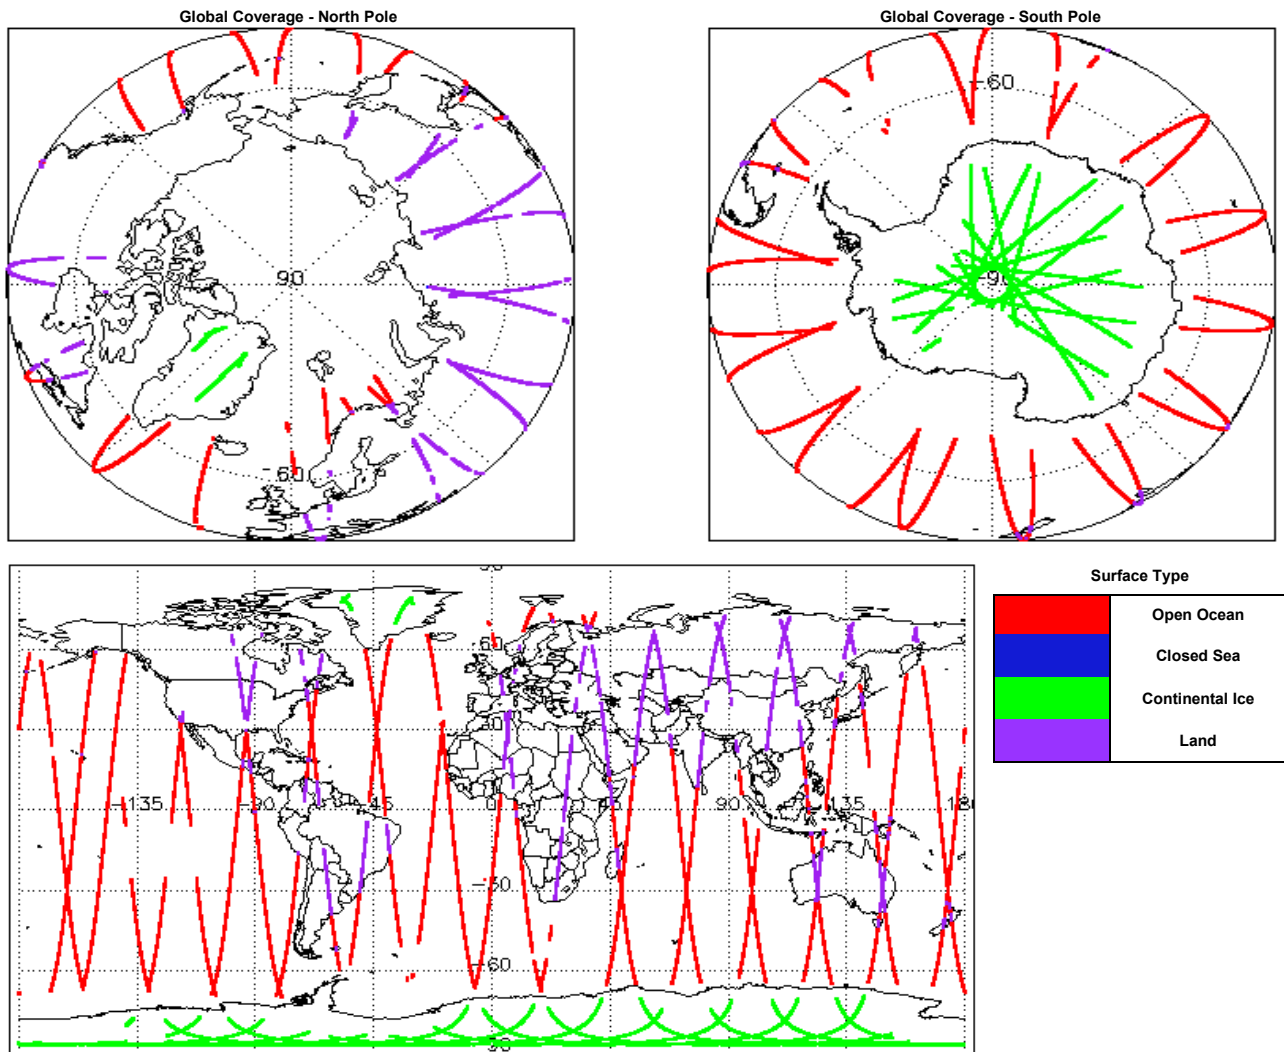 Global Coverage - North Pole
Global Coverage - South Pole
90
-60
-60
-90
-135
-90
-45
0
45
90
135
180
60
30
-30
-60
Surface Type
Open Ocean
Closed Sea
Continental Ice
Land